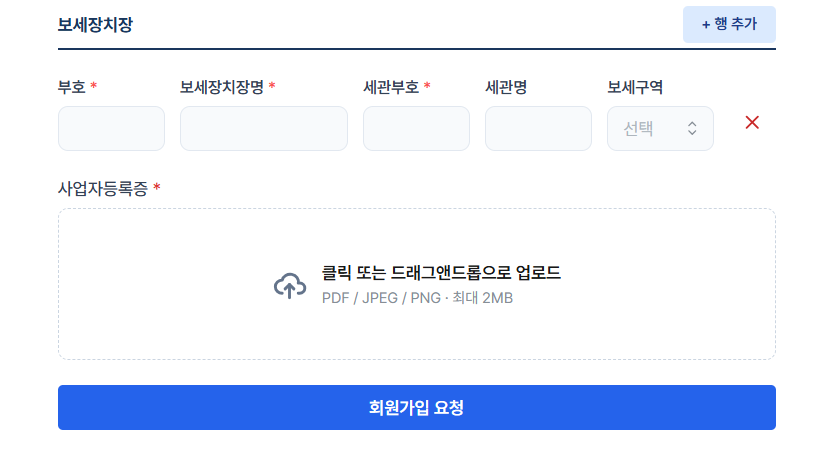 보세장치장
+ 행 추가
부호 * 보세장치장명 * 세관부호 * 세관명 보세구역
선택
사업자등록증 *
클릭 또는 드래그앤드롭으로 업로드
PDF / JPEG / PNG · 최대 2MB
회원가입 요청